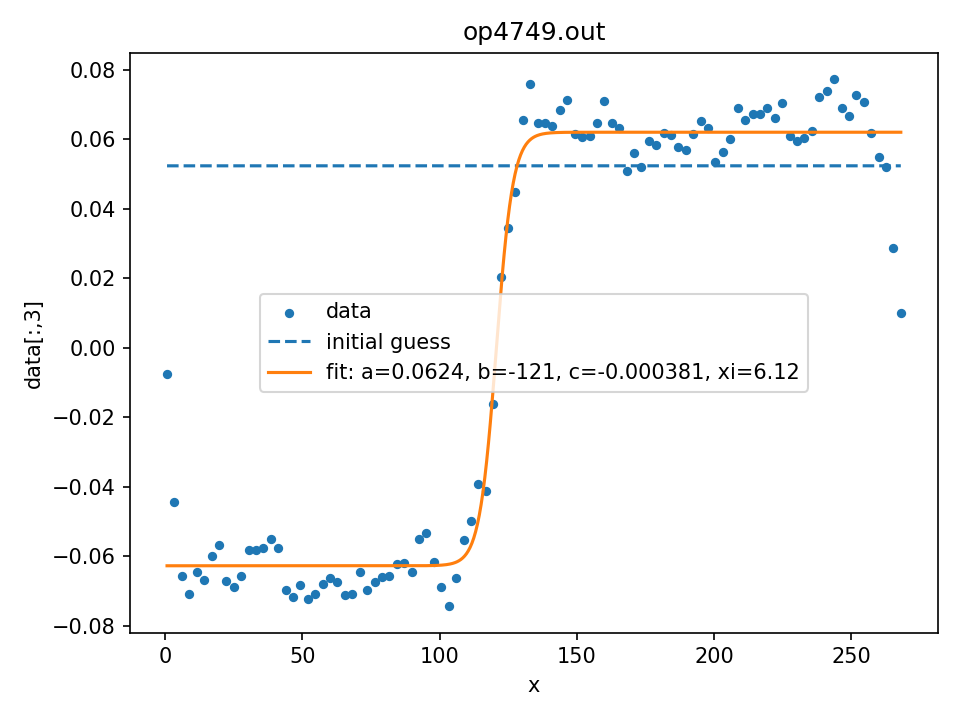 op4749.out
0.08
0.06
0.04
0.02
0.00
−0.02
−0.04
−0.06
−0.08
data[:,3]
data
initial guess
fit: a=0.0624, b=-121, c=-0.000381, xi=6.12
0 50 100 150 200 250
x